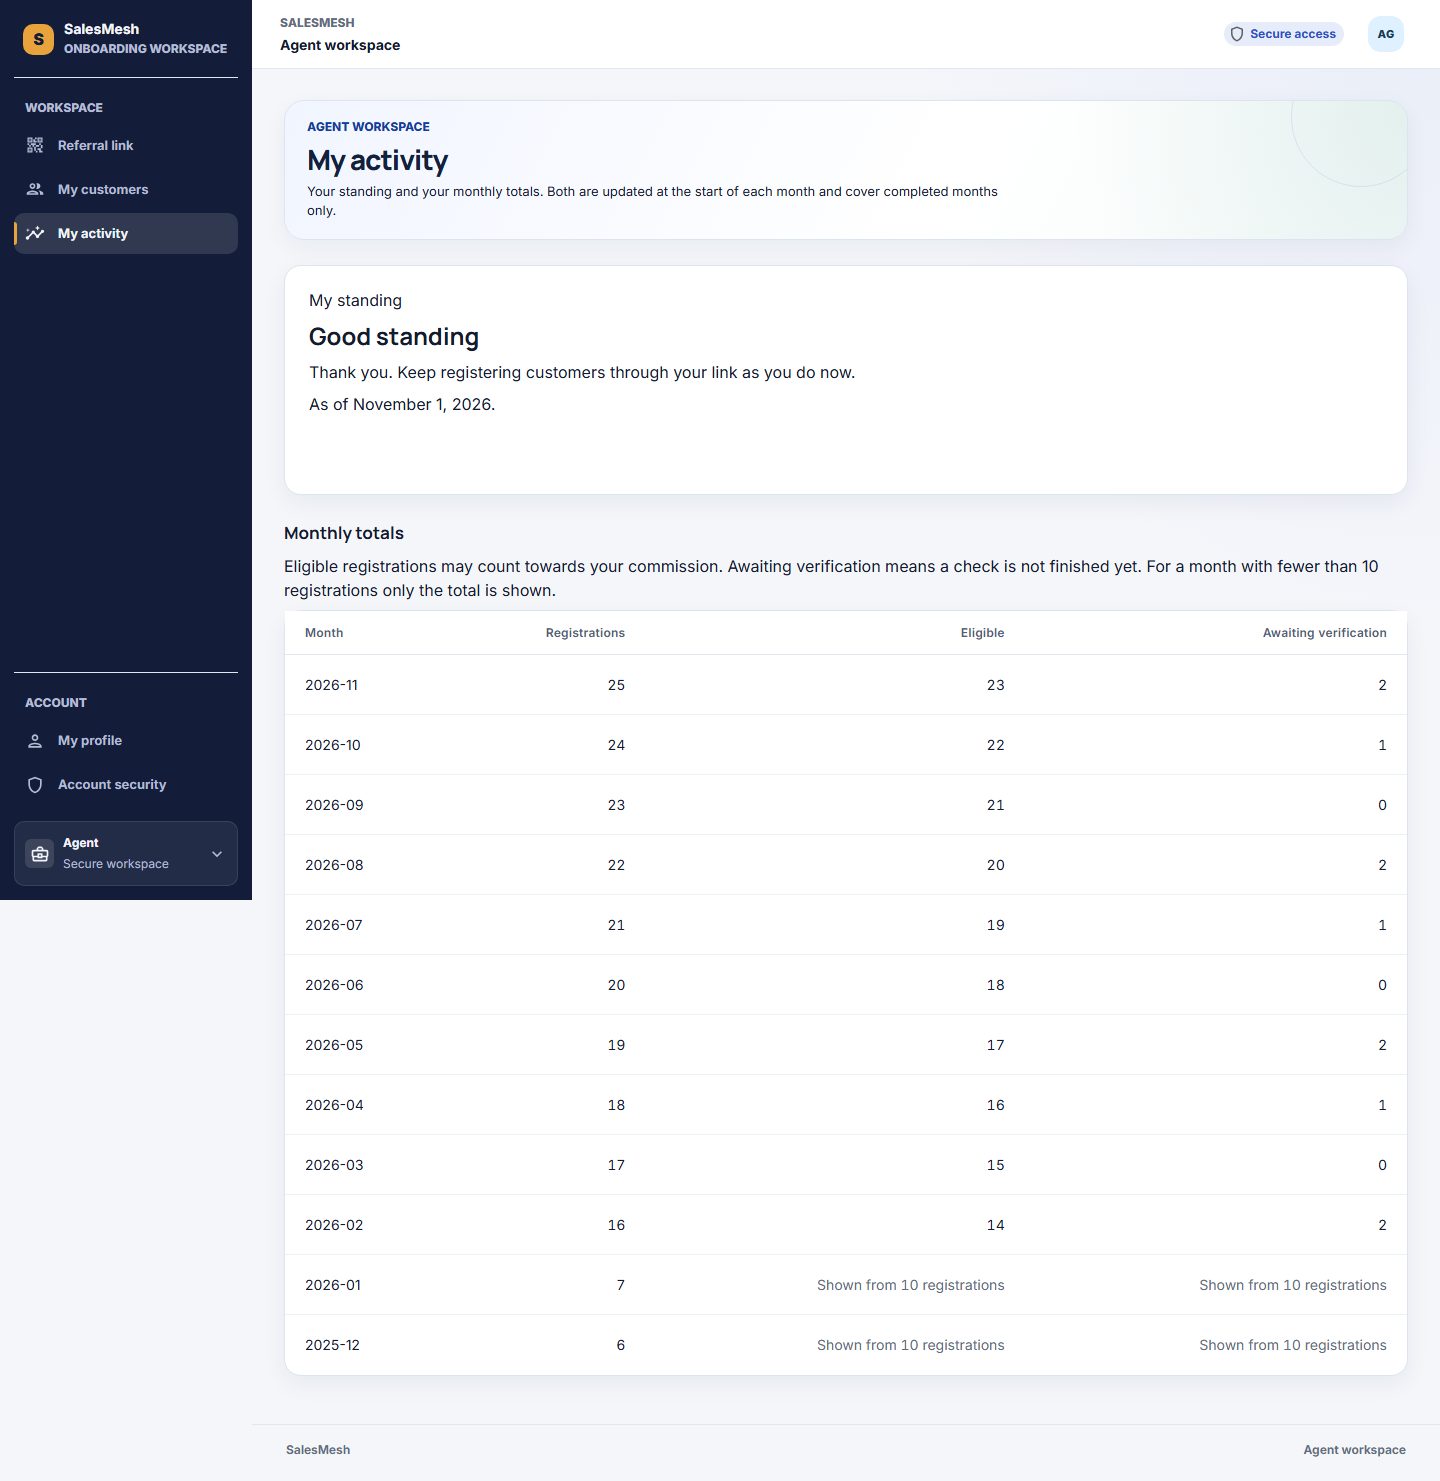 S
SalesMesh
ONBOARDING WORKSPACE
WORKSPACE
Referral link
My customers
My activity
ACCOUNT
My profile
Account security
Agent
Secure workspace
SALESMESH
Agent workspace
Secure access
AG
AGENT WORKSPACE
My activity
Your standing and your monthly totals. Both are updated at the start of each month and cover completed months
only.
My standing
Good standing
Thank you. Keep registering customers through your link as you do now.
As of November 1, 2026.
Monthly totals
Eligible registrations may count towards your commission. Awaiting verification means a check is not finished yet. For a month with fewer than 10
registrations only the total is shown.
Month Registrations Eligible Awaiting verification
2026-11 25 23 2
2026-10 24 22 1
2026-09 23 21 0
2026-08 22 20 2
2026-07 21 19 1
2026-06 20 18 0
2026-05 19 17 2
2026-04 18 16 1
2026-03 17 15 0
2026-02 16 14 2
2026-01 7 Shown from 10 registrations Shown from 10 registrations
2025-12 6 Shown from 10 registrations Shown from 10 registrations
SalesMesh Agent workspace